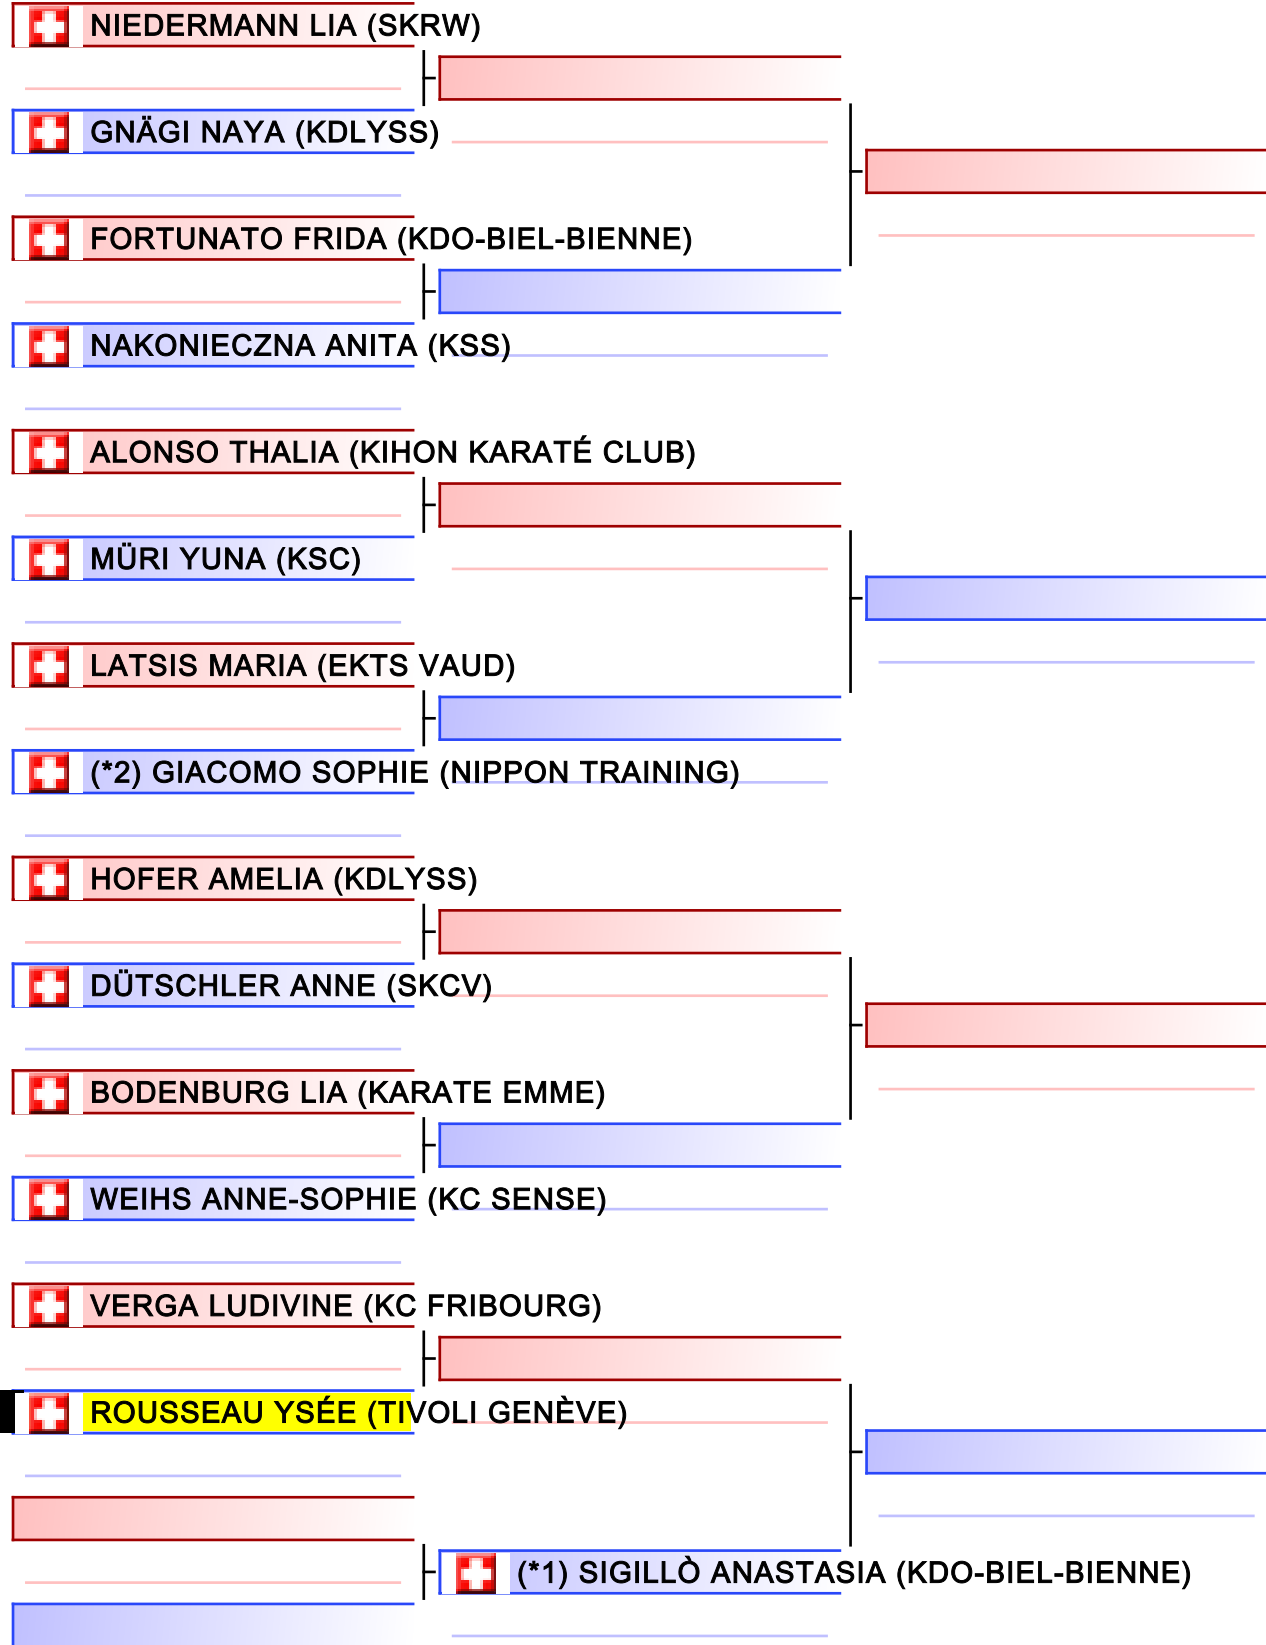 NIEDERMANN LIA (SKRW)
GNÄGI NAYA (KDLYSS)
FORTUNATO FRIDA (KDO-BIEL-BIENNE)
NAKONIECZNA ANITA (KSS)
ALONSO THALIA (KIHON KARATÉ CLUB)
MÜRI YUNA (KSC)
LATSIS MARIA (EKTS VAUD)
(*2) GIACOMO SOPHIE (NIPPON TRAINING)
HOFER AMELIA (KDLYSS)
DÜTSCHLER ANNE (SKCV)
BODENBURG LIA (KARATE EMME)
WEIHS ANNE-SOPHIE (KC SENSE)
VERGA LUDIVINE (KC FRIBOURG)
ROUSSEAU YSÉE (TIVOLI GENÈVE)
(*1) SIGILLÒ ANASTASIA (KDO-BIEL-BIENNE)